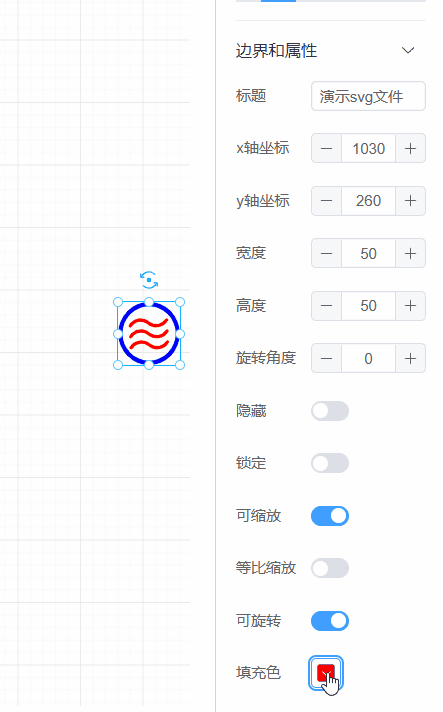 边界和属性
标题 演示svg文件
x轴坐标 1030
y轴坐标 260
宽度 50
高度 50
旋转角度 0
隐藏
锁定
可缩放
等比缩放
可旋转
填充色